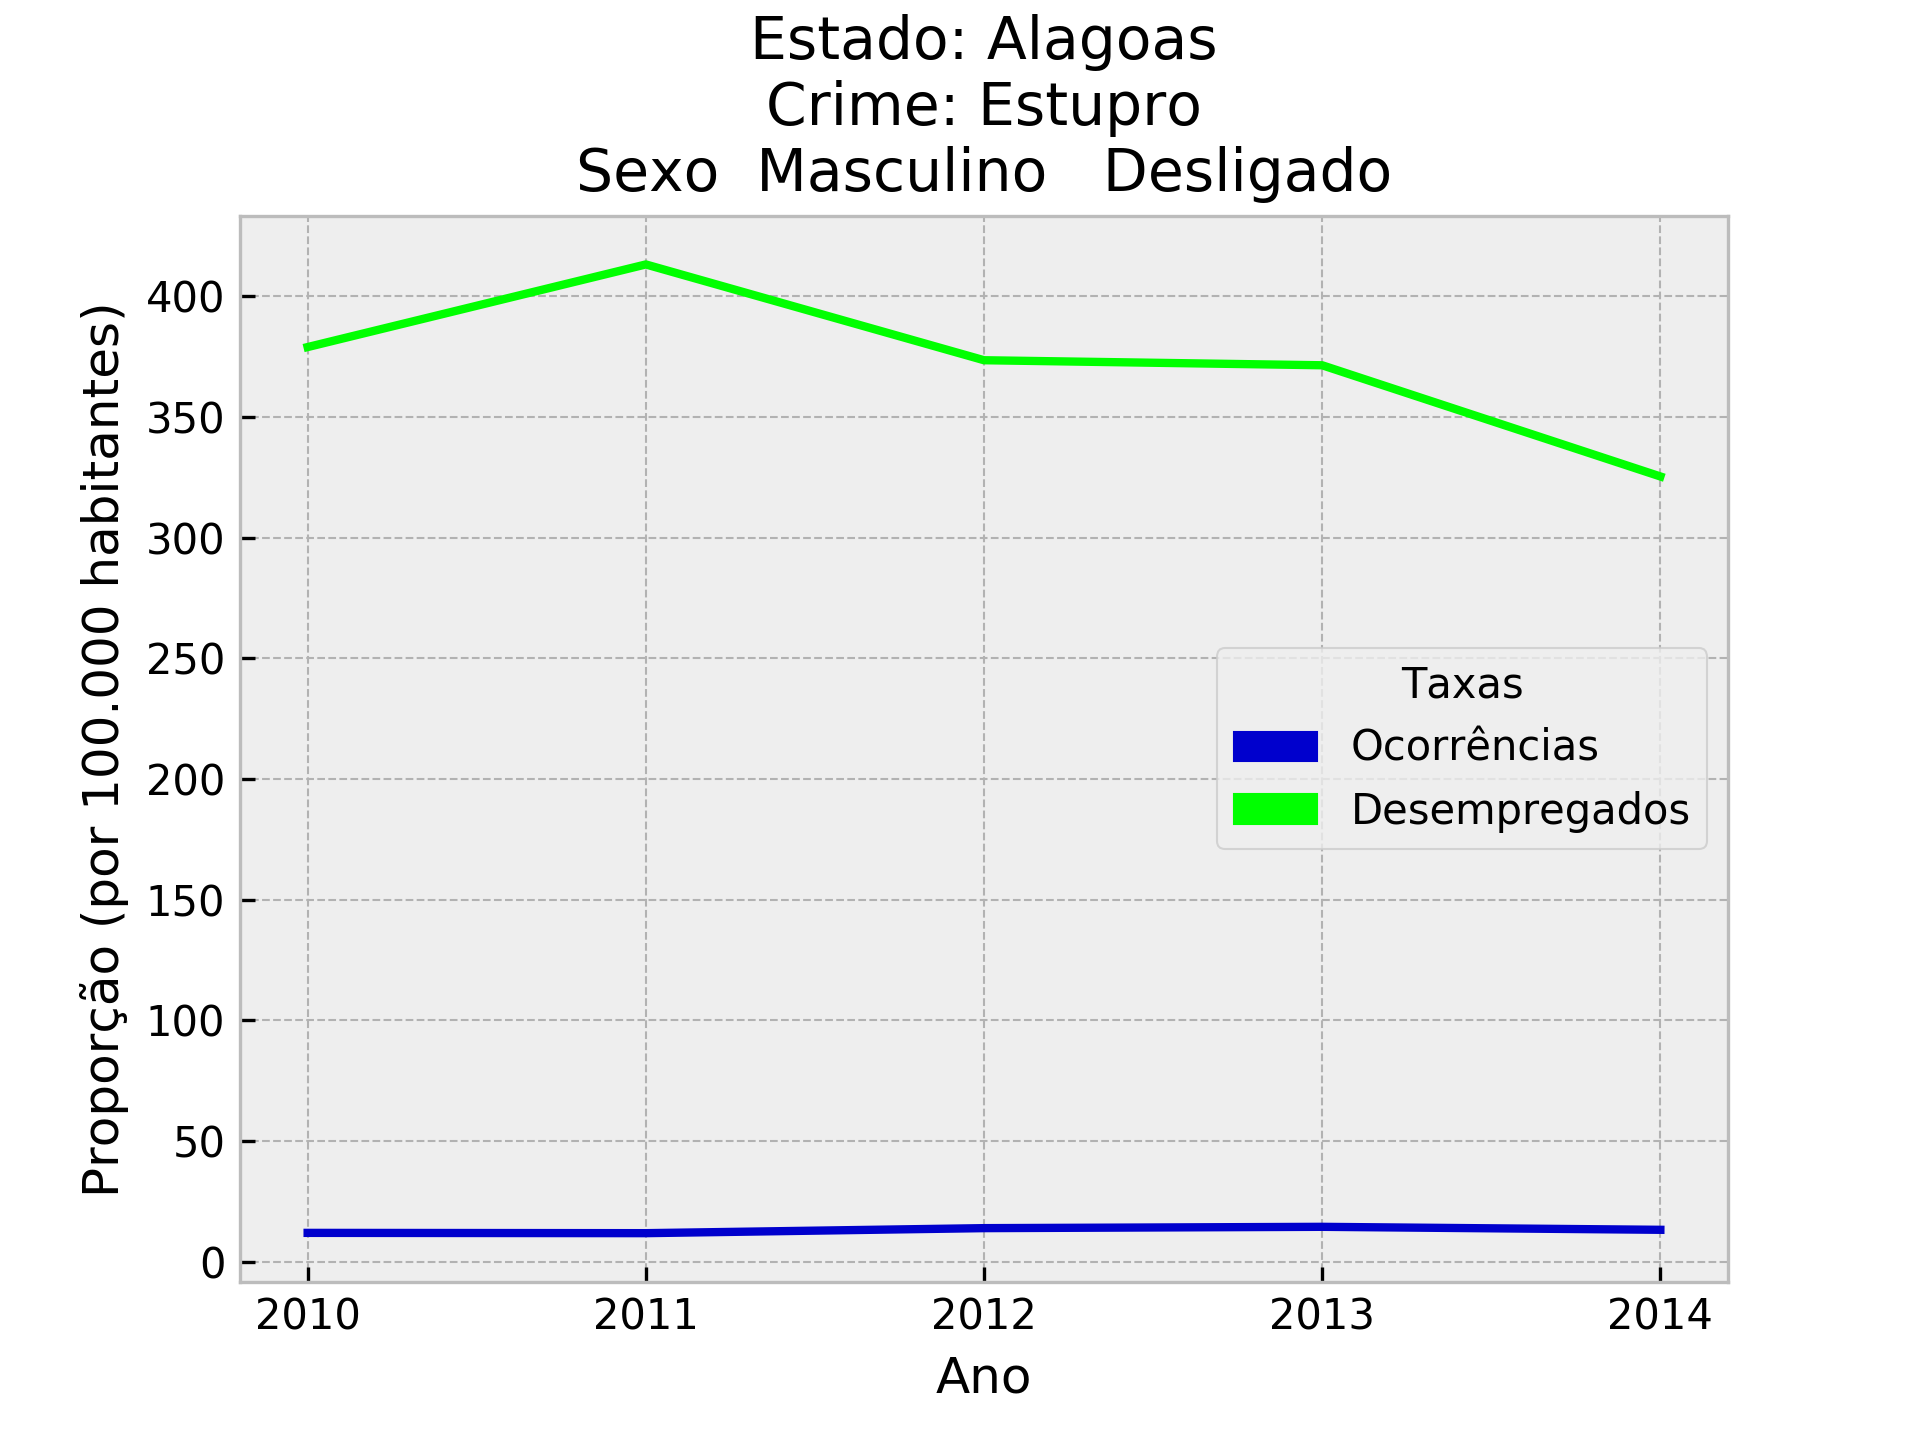 Estado: Alagoas
Crime: Estupro
Sexo  Masculino   Desligado
Proporção (por 100.000 habitantes)
400
350
300
250
200
150
100
50
0
Taxas
Ocorrências
Desempregados
2010 2011 2012 2013 2014
Ano